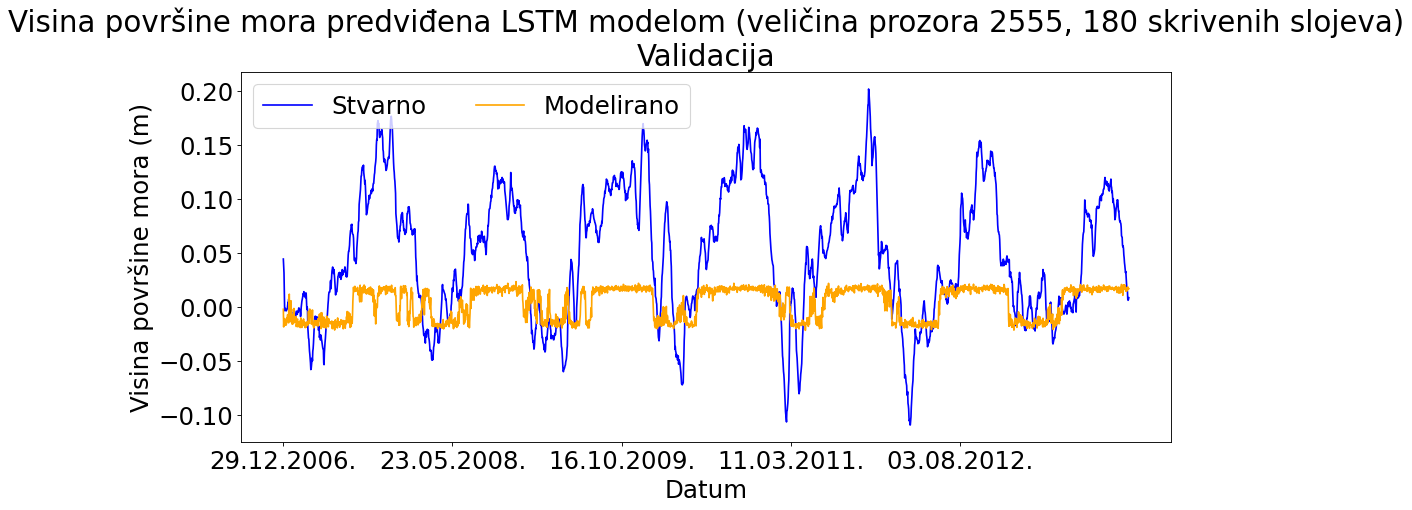 Visina površine mora predviđena LSTM modelom (veličina prozora 2555, 180 skrivenih slojeva)
Validacija
Stvarno Modelirano
Visina površine mora (m)
0.20
0.15
0.10
0.05
0.00
−0.05
−0.10
29.12.2006. 23.05.2008. 16.10.2009. 11.03.2011. 03.08.2012.
Datum